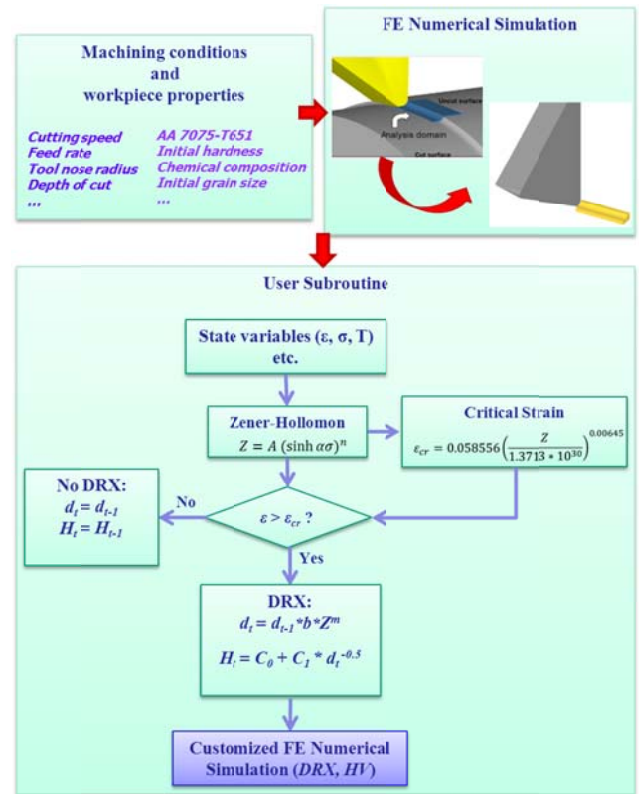 Machining conditions
and
workpiece properties
Cutting speed
Feed rate
Tool nose radius
Depth of cut
...
AA 7075-T651
Initial hardness
Chemical composition
Initial grain size
...
FE Numerical Simulation
Uncut surface
Analysis domain
Cut surface
User Subroutine
State variables (ε, σ, T)
etc.
Zener-Hollomon
Z = A (sinh ασ)^n
Critical Strain
ε_cr = 0.058556 (Z / 1.3713 * 10^30)^0.00645
No DRX:
d_t = d_t-1
H_t = H_t-1
No
ε > ε_cr ?
Yes
DRX:
d_t = d_t-1*b*Z^m
H_t = C_0 + C_1 * d_t^-0.5
Customized FE Numerical
Simulation (DRX, HV)